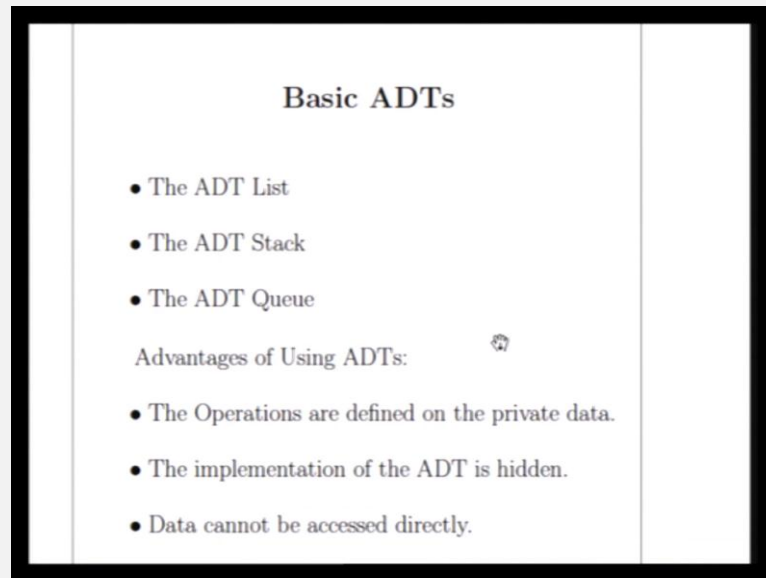 Basic ADTs
• The ADT List
• The ADT Stack
• The ADT Queue
Advantages of Using ADTs:
• The Operations are defined on the private data.
• The implementation of the ADT is hidden.
• Data cannot be accessed directly.